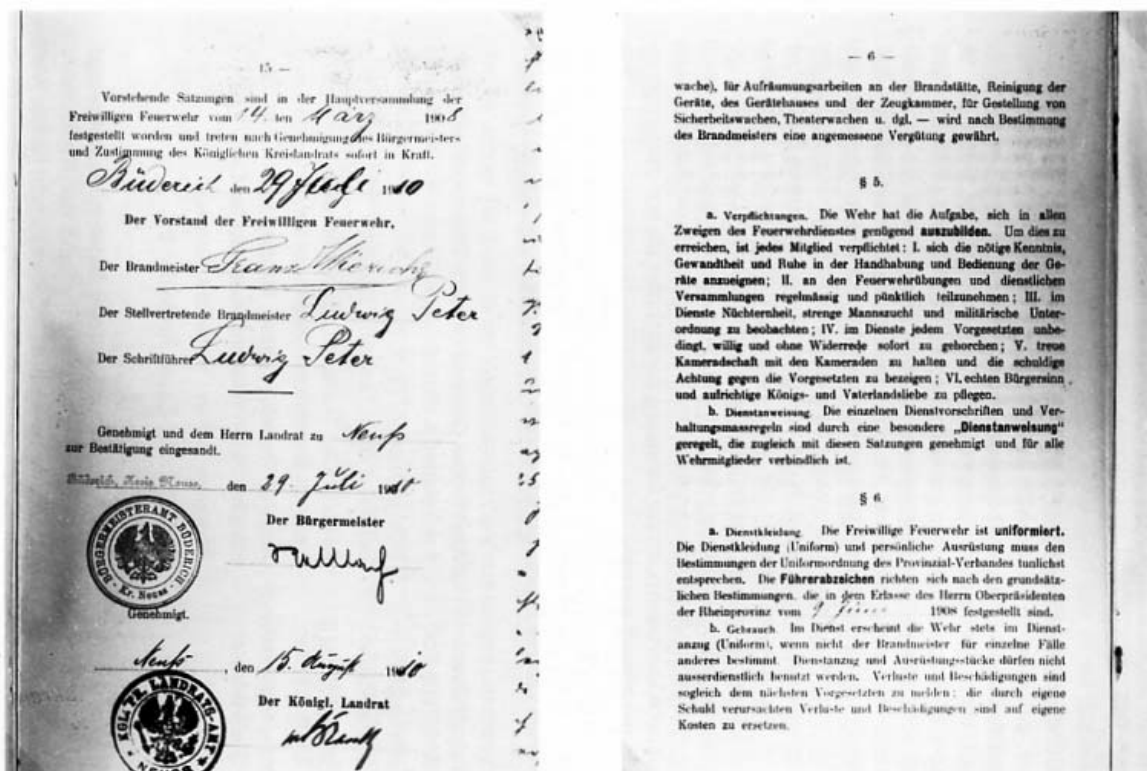 15 —
Vorstehende Satzungen sind in der Hauptversammlung der
Freiwilligen Feuerwehr vom 14. ten März 1908
festgestellt worden und treten nach Genehmigung des Bürgermeisters
und Zustimmung des Königlichen Kreislandrats sofort in Kraft.
Büderich den 29 Juli 1910
Der Vorstand der Freiwilligen Feuerwehr,
Der Brandmeister Franz
Der Stellvertretende Brandmeister Ludwig Peter
Der Schriftführer Ludwig Peter
Genehmigt und dem Herrn Landrat zu Neuß
zur Bestätigung eingesandt.
Büderich, Kreis Neuss, den 29. Juli 1910
Der Bürgermeister
BÜRGERMEISTERAMT BÜDERICH
Kr. Neuss
Genehmigt.
Neuß, den 15. August 1910
Der Königl. Landrat
KGL. PR. LANDRATS-AMT
NEUSS
— 6 —
wache), für Aufräumungsarbeiten an der Brandstätte, Reinigung der
Geräte, des Gerätehauses und der Zeugkammer, für Gestellung von
Sicherheitswachen, Theaterwachen u. dgl. — wird nach Bestimmung
des Brandmeisters eine angemessene Vergütung gewährt.
§ 5.
a. Verpflichtungen. Die Wehr hat die Aufgabe, sich in allen
Zweigen des Feuerwehrdienstes genügend auszubilden. Um dies zu
erreichen, ist jedes Mitglied verpflichtet: I. sich die nötige Kenntnis,
Gewandtheit und Ruhe in der Handhabung und Bedienung der Ge-
räte anzueignen; II. an den Feuerwehrübungen und dienstlichen
Versammlungen regelmässig und pünktlich teilzunehmen; III. im
Dienste Nüchternheit, strenge Mannszucht und militärische Unter-
ordnung zu beobachten; IV. im Dienste jedem Vorgesetzten unbe-
dingt, willig und ohne Widerrede sofort zu gehorchen; V. treue
Kameradschaft mit den Kameraden zu halten und die schuldige
Achtung gegen die Vorgesetzten zu bezeigen; VI. echten Bürgersinn
und aufrichtige Königs- und Vaterlandsliebe zu pflegen.
b. Dienstanweisung. Die einzelnen Dienstvorschriften und Ver-
haltungsmassregeln sind durch eine besondere „Dienstanweisung"
geregelt, die zugleich mit diesen Satzungen genehmigt und für alle
Wehrmitglieder verbindlich ist.
§ 6.
a. Dienstkleidung. Die Freiwillige Feuerwehr ist uniformiert.
Die Dienstkleidung (Uniform) und persönliche Ausrüstung muss den
Bestimmungen der Uniformordnung des Provinzial-Verbandes tunlichst
entsprechen. Die Führerabzeichen richten sich nach den grundsätz-
lichen Bestimmungen, die in dem Erlasse des Herrn Oberpräsidenten
der Rheinprovinz vom 9 Juni 1908 festgestellt sind.
b. Gebrauch. Im Dienst erscheint die Wehr stets im Dienst-
anzug (Uniform), wenn nicht der Brandmeister für einzelne Fälle
anderes bestimmt. Dienstanzug und Ausrüstungsstücke dürfen nicht
ausserdienstlich benutzt werden. Verluste und Beschädigungen sind
sogleich dem nächsten Vorgesetzten zu melden; die durch eigene
Schuld verursachten Verluste und Beschädigungen sind auf eigene
Kosten zu ersetzen.